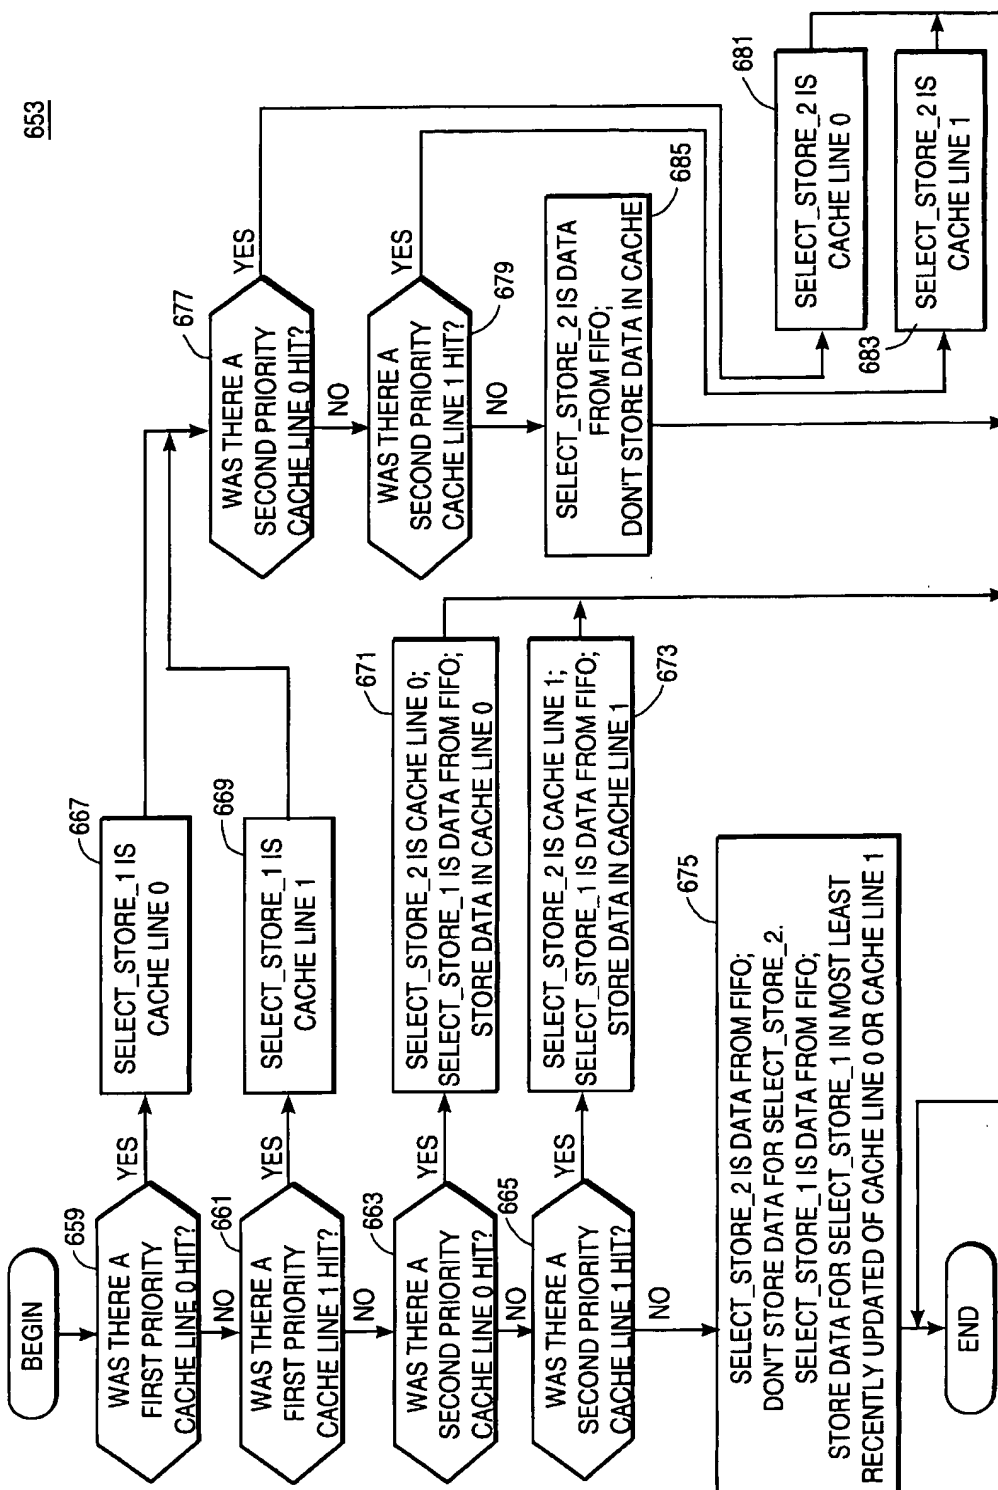 653
BEGIN
659
WAS THERE A
FIRST PRIORITY
CACHE LINE 0 HIT?
YES
NO
667
SELECT_STORE_1 IS
CACHE LINE 0
661
WAS THERE A
FIRST PRIORITY
CACHE LINE 1 HIT?
YES
NO
669
SELECT_STORE_1 IS
CACHE LINE 1
663
WAS THERE A
SECOND PRIORITY
CACHE LINE 0 HIT?
YES
NO
671
SELECT_STORE_2 IS CACHE LINE 0;
SELECT_STORE_1 IS DATA FROM FIFO;
STORE DATA IN CACHE LINE 0
665
WAS THERE A
SECOND PRIORITY
CACHE LINE 1 HIT?
YES
NO
673
SELECT_STORE_2 IS CACHE LINE 1;
SELECT_STORE_1 IS DATA FROM FIFO;
STORE DATA IN CACHE LINE 1
675
SELECT_STORE_2 IS DATA FROM FIFO;
DON'T STORE DATA FOR SELECT_STORE_2.
SELECT_STORE_1 IS DATA FROM FIFO;
STORE DATA FOR SELECT_STORE_1 IN MOST LEAST
RECENTLY UPDATED OF CACHE LINE 0 OR CACHE LINE 1
END
677
WAS THERE A
SECOND PRIORITY
CACHE LINE 0 HIT?
YES
NO
679
WAS THERE A
SECOND PRIORITY
CACHE LINE 1 HIT?
YES
NO
685
SELECT_STORE_2 IS DATA
FROM FIFO;
DON'T STORE DATA IN CACHE
681
SELECT_STORE_2 IS
CACHE LINE 0
683
SELECT_STORE_2 IS
CACHE LINE 1